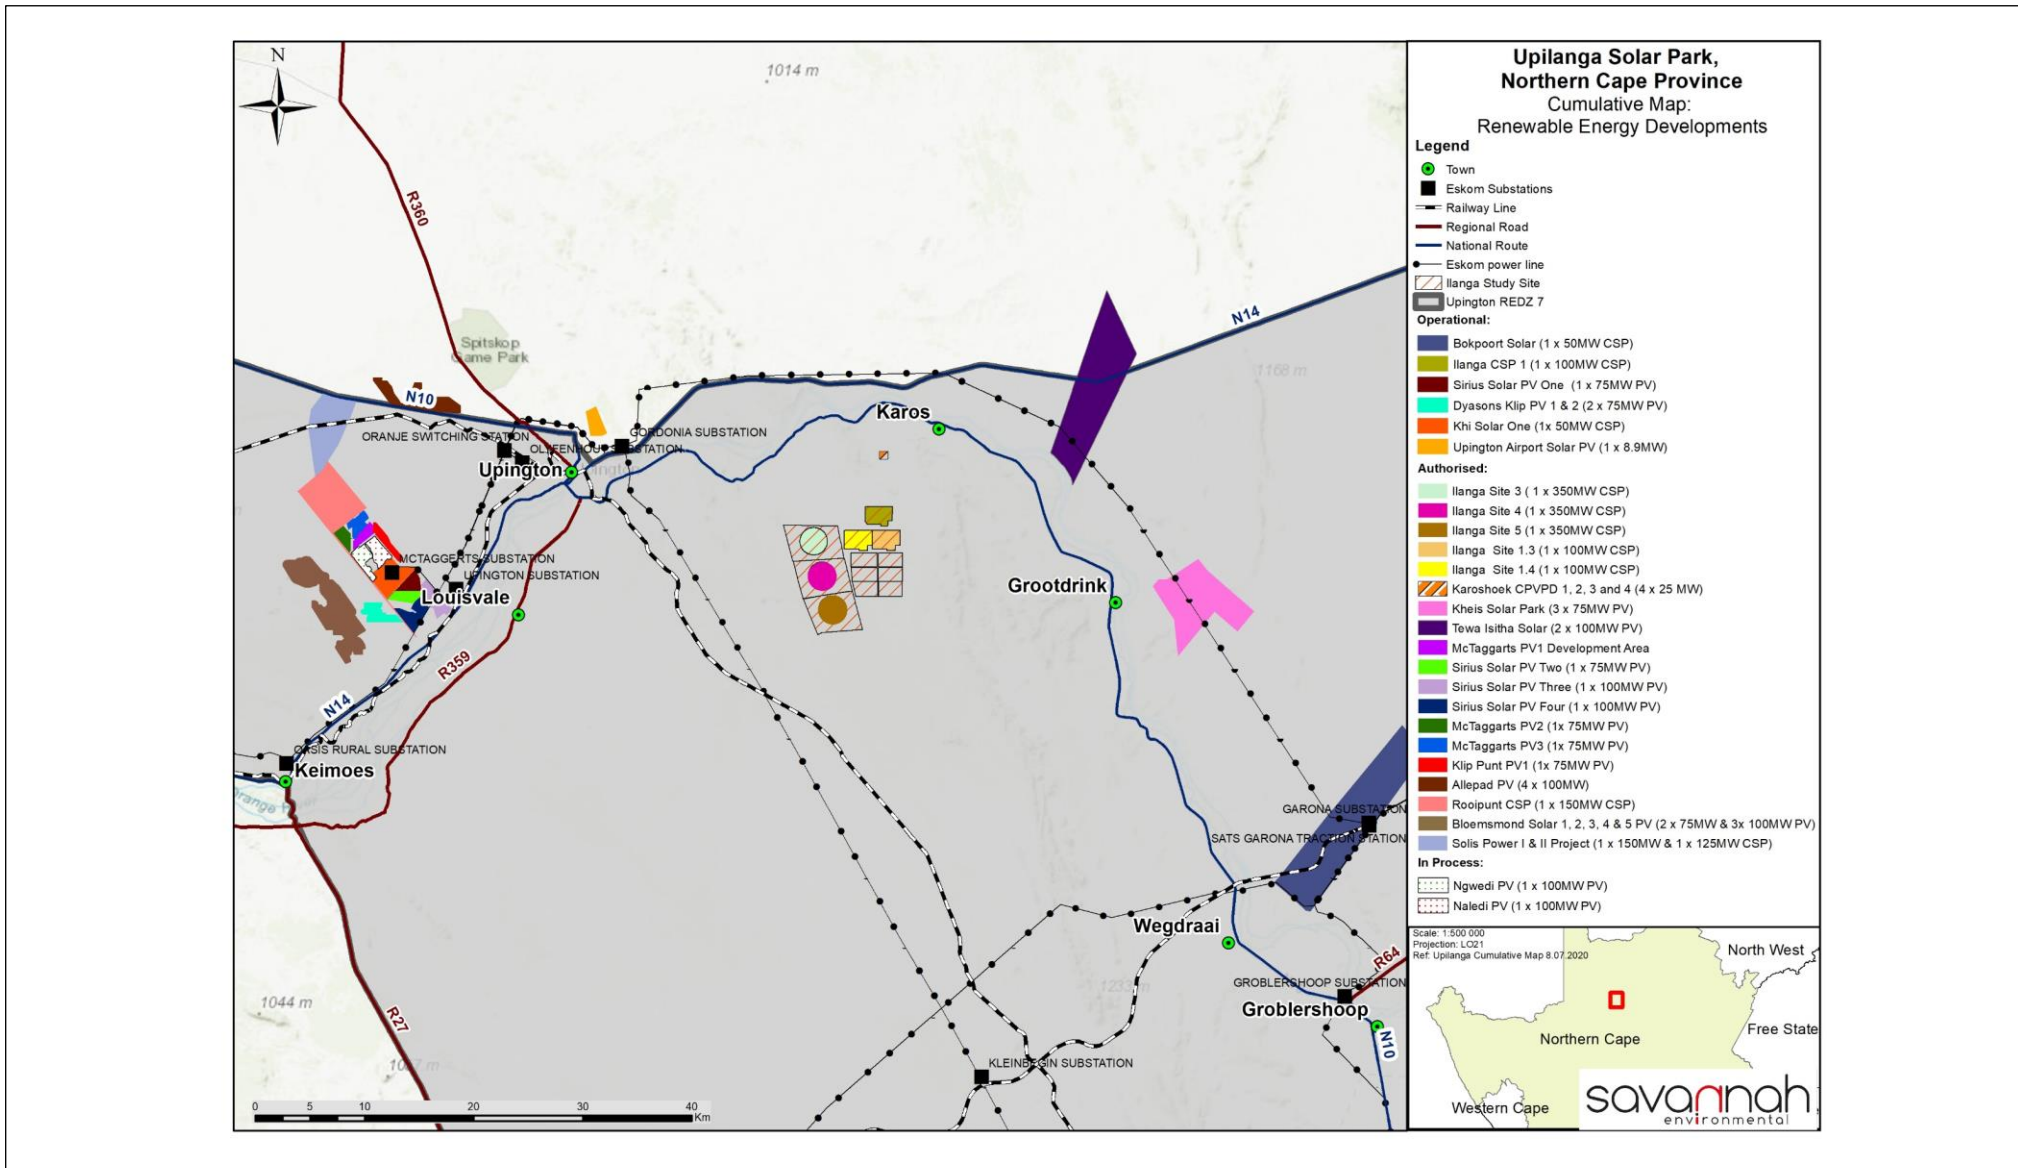 N
1014 m
R360
Spitskop
Game Park
N10
N14
1168 m
Karos
GORDONIA SUBSTATION
ORANJE SWITCHING STATION
OLYFENHOUT SUBSTATION
Upington
MCTAGGERTS SUBSTATION
UPINGTON SUBSTATION
Louisvale
Grootdrink
R359
N14
OASIS RURAL SUBSTATION
Keimoes
GARONA SUBSTATION
SATS GARONA TRACTION STATION
Wegdraai
R64
GROBLERSHOOP SUBSTATION
Groblershoop
N10
1044 m
R27
KLEINBEGIN SUBSTATION
0 5 10 20 30 40
Km
Upilanga Solar Park,
Northern Cape Province
Cumulative Map:
Renewable Energy Developments
Legend
Town
Eskom Substations
Railway Line
Regional Road
National Route
Eskom power line
Ilanga Study Site
Upington REDZ 7
Operational:
Bokpoort Solar (1 x 50MW CSP)
Ilanga CSP 1 (1 x 100MW CSP)
Sirius Solar PV One (1 x 75MW PV)
Dyasons Klip PV 1 & 2 (2 x 75MW PV)
Khi Solar One (1x 50MW CSP)
Upington Airport Solar PV (1 x 8.9MW)
Authorised:
Ilanga Site 3 ( 1 x 350MW CSP)
Ilanga Site 4 (1 x 350MW CSP)
Ilanga Site 5 (1 x 350MW CSP)
Ilanga Site 1.3 (1 x 100MW CSP)
Ilanga Site 1.4 (1 x 100MW CSP)
Karoshoek CPVPD 1, 2, 3 and 4 (4 x 25 MW)
Kheis Solar Park (3 x 75MW PV)
Tewa Isitha Solar (2 x 100MW PV)
McTaggarts PV1 Development Area
Sirius Solar PV Two (1 x 75MW PV)
Sirius Solar PV Three (1 x 100MW PV)
Sirius Solar PV Four (1 x 100MW PV)
McTaggarts PV2 (1x 75MW PV)
McTaggarts PV3 (1x 75MW PV)
Klip Punt PV1 (1x 75MW PV)
Allepad PV (4 x 100MW)
Rooipunt CSP (1 x 150MW CSP)
Bloemsmond Solar 1, 2, 3, 4 & 5 PV (2 x 75MW & 3x 100MW PV)
Solis Power I & II Project (1 x 150MW & 1 x 125MW CSP)
In Process:
Ngwedi PV (1 x 100MW PV)
Naledi PV (1 x 100MW PV)
Scale: 1:500 000
Projection: LO21
Ref: Upilanga Cumulative Map 8.07.2020
North West
Free State
Northern Cape
Western Cape
savannah
environmental